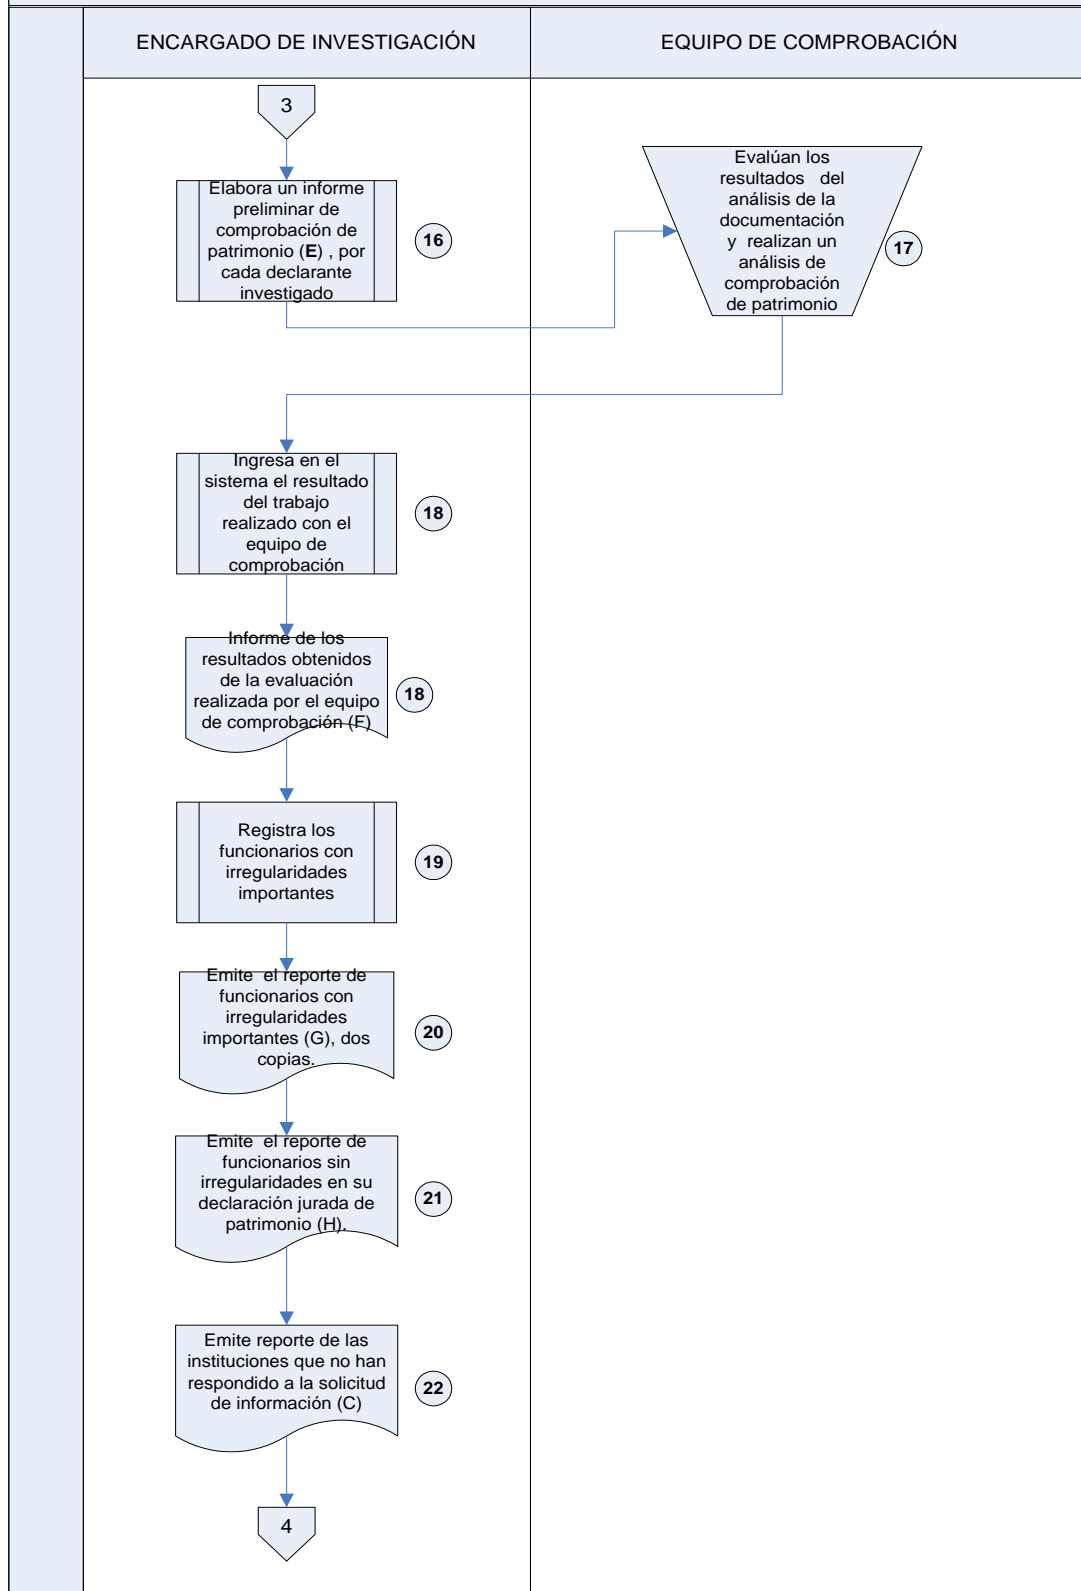 ENCARGADO DE INVESTIGACIÓN
EQUIPO DE COMPROBACIÓN
3
Elabora un informe
preliminar de
comprobación de
patrimonio (E) , por
cada declarante
investigado
16
Evalúan los
resultados del
análisis de la
documentación
y realizan un
análisis de
comprobación
de patrimonio
17
Ingresa en el
sistema el resultado
del trabajo
realizado con el
equipo de
comprobación
18
Informe de los
resultados obtenidos
de la evaluación
realizada por el equipo
de comprobación (F)
18
Registra los
funcionarios con
irregularidades
importantes
19
Emite el reporte de
funcionarios con
irregularidades
importantes (G), dos
copias.
20
Emite el reporte de
funcionarios sin
irregularidades en su
declaración jurada de
patrimonio (H).
21
Emite reporte de las
instituciones que no han
respondido a la solicitud
de información (C)
22
4